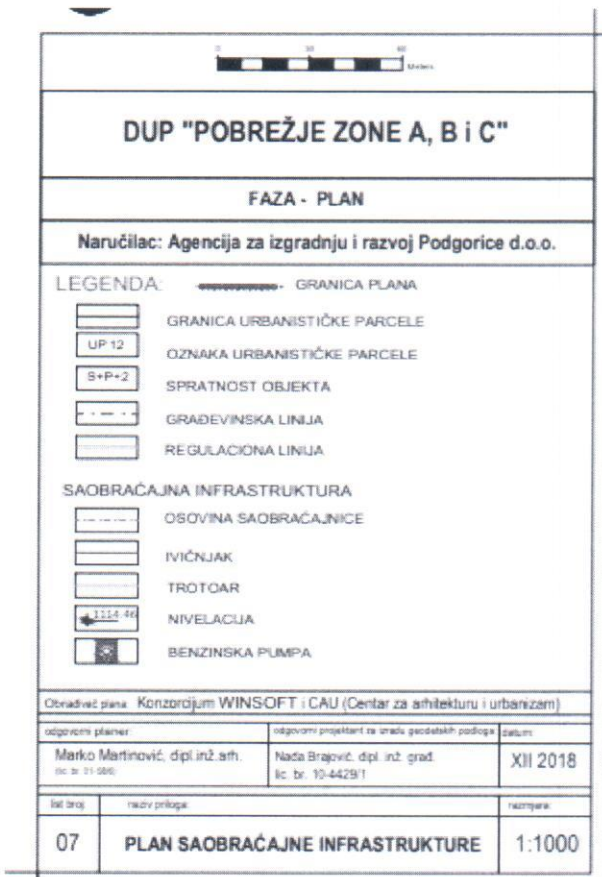 0 30 60
Meters
DUP "POBREŽJE ZONE A, B i C"
FAZA - PLAN
Naručilac: Agencija za izgradnju i razvoj Podgorice d.o.o.
LEGENDA:
GRANICA PLANA
GRANICA URBANISTIČKE PARCELE
UP 12
OZNAKA URBANISTIČKE PARCELE
S+P+2
SPRATNOST OBJEKTA
GRAĐEVINSKA LINIJA
REGULACIONA LINIJA
SAOBRAĆAJNA INFRASTRUKTURA
OSOVINA SAOBRAĆAJNICE
IVIČNJAK
TROTOAR
1114.46
NIVELACIJA
BENZINSKA PUMPA
Obrađivač plana: Konzorcijum WINSOFT i CAU (Centar za arhitekturu i urbanizam)
odgovorni planer:
Marko Martinović, dipl.inž.arh.
odgovorni projektant za izradu geodetskih podloga
Nada Brajović, dipl. inž. građ.
lic. br. 10-4429/1
datum:
XII 2018
list broj:
07
naziv priloga:
PLAN SAOBRAĆAJNE INFRASTRUKTURE
razmjera:
1:1000